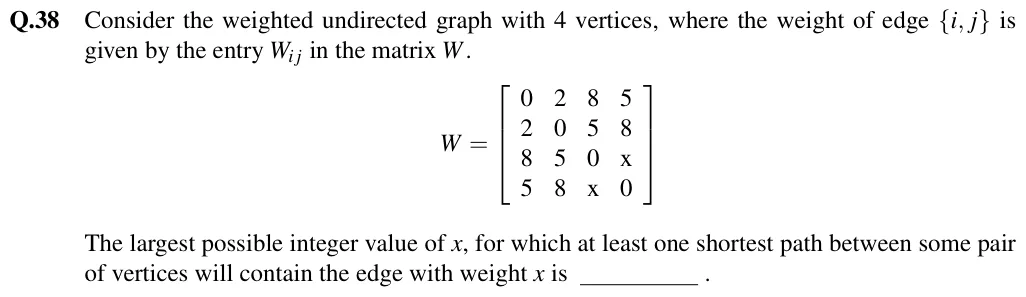 Q.38 Consider the weighted undirected graph with 4 vertices, where the weight of edge {i, j} is
given by the entry W_{ij} in the matrix W.
W = [ 0 2 8 5
2 0 5 8
8 5 0 x
5 8 x 0 ]
The largest possible integer value of x, for which at least one shortest path between some pair
of vertices will contain the edge with weight x is ________ .